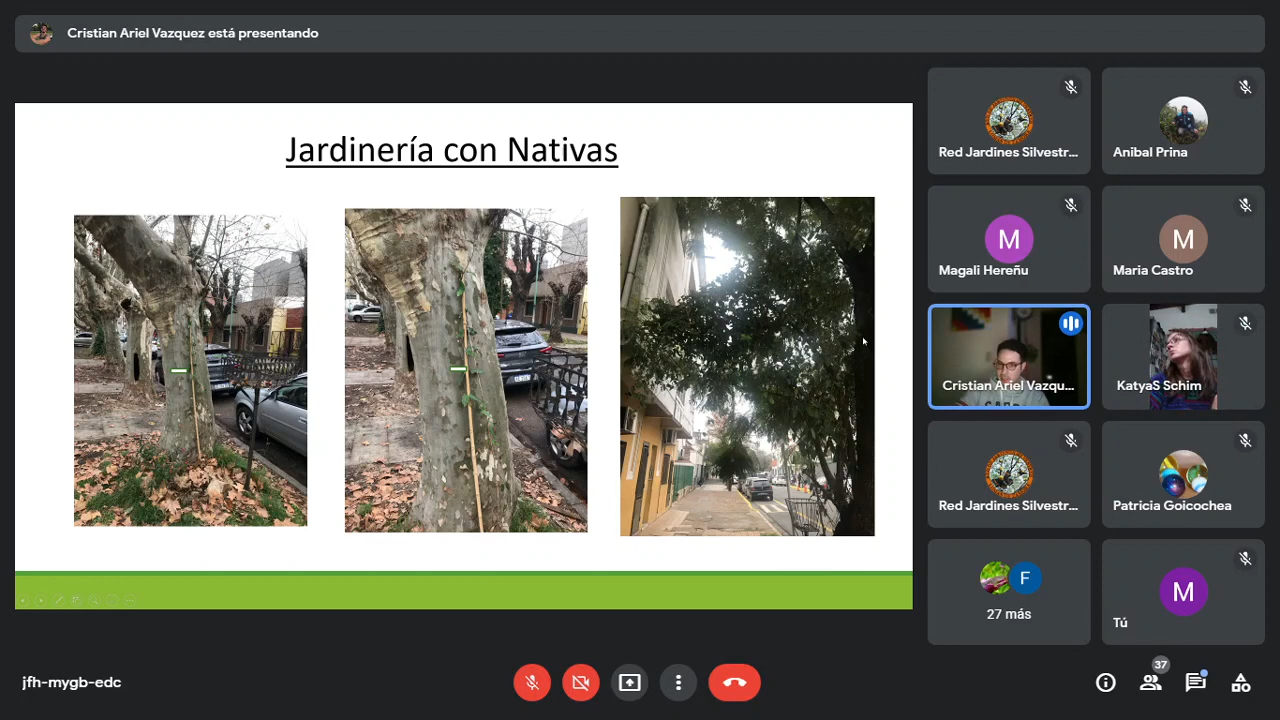 Cristian Ariel Vazquez está presentando
Jardinería con Nativas
Red Jardines Silvestr...
Anibal Prina
M
Magali Hereñu
M
Maria Castro
Cristian Ariel Vazqu...
KatyaS Schim
Red Jardines Silvestr...
Patricia Goicochea
F
27 más
M
Tú
jfh-mygb-edc
37